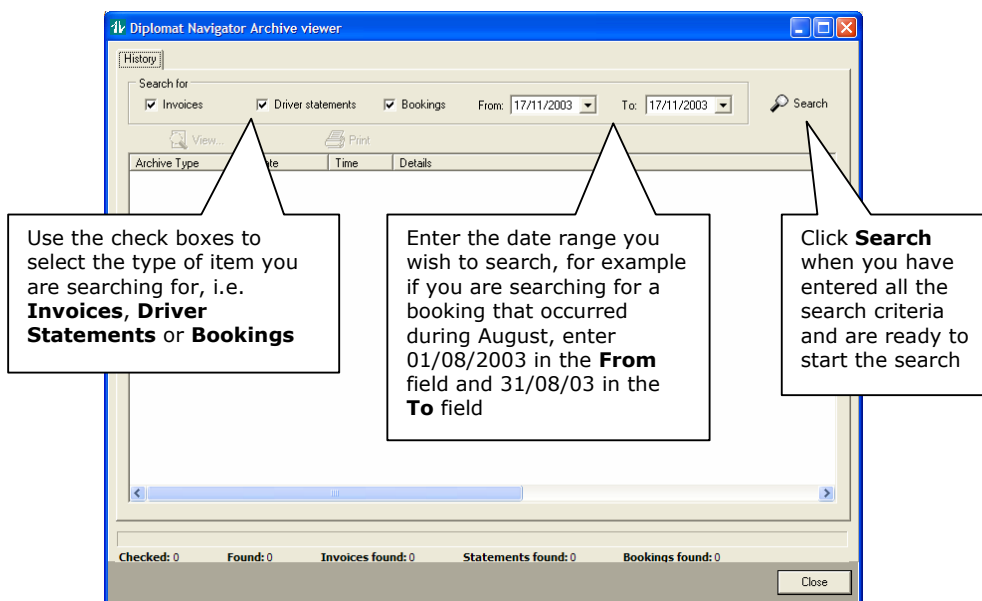 Diplomat Navigator Archive viewer
History
Search for
Invoices Driver statements Bookings From: 17/11/2003 To: 17/11/2003 Search
View... Print
Archive Type Time Details
Use the check boxes to
select the type of item you
are searching for, i.e.
Invoices, Driver
Statements or Bookings
Enter the date range you
wish to search, for example
if you are searching for a
booking that occurred
during August, enter
01/08/2003 in the From
field and 31/08/03 in the
To field
Click Search
when you have
entered all the
search criteria
and are ready to
start the search
Checked: 0 Found: 0 Invoices found: 0 Statements found: 0 Bookings found: 0
Close